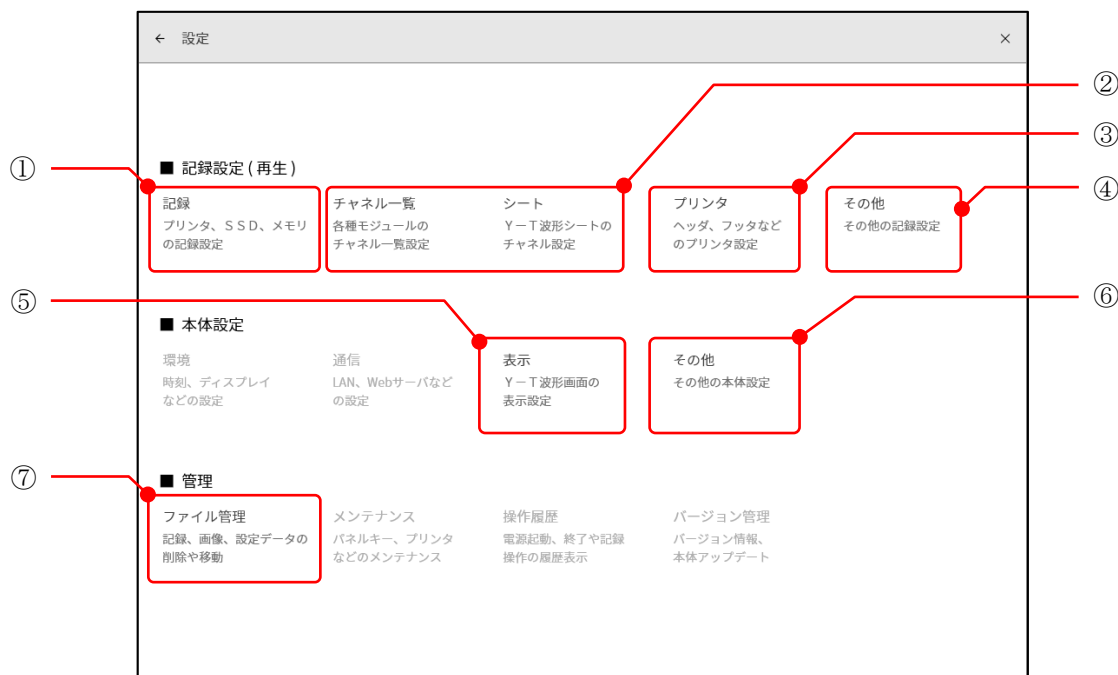 ← 設定 ×
②
③
① ■ 記録設定 ( 再生 )
④
記録 チャネル一覧 シート プリンタ その他
プリンタ、ＳＳＤ、メモリ 各種モジュールの Ｙ－Ｔ波形シートの ヘッダ、フッタなど その他の記録設定
の記録設定 チャネル一覧設定 チャネル設定 のプリンタ設定
⑤ ⑥
■ 本体設定
環境 通信 表示 その他
時刻、ディスプレイ LAN、Webサーバなど Ｙ－Ｔ波形画面の その他の本体設定
などの設定 の設定 表示設定
⑦ ■ 管理
ファイル管理 メンテナンス 操作履歴 バージョン管理
記録、画像、設定データの パネルキー、プリンタ 電源起動、終了や記録 バージョン情報、
削除や移動 などのメンテナンス 操作の履歴表示 本体アップデート